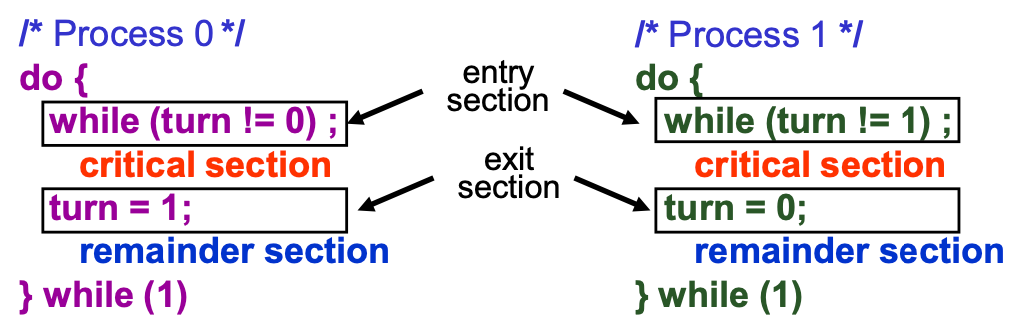 /* Process 0 */
do {
while (turn != 0) ;
critical section
turn = 1;
remainder section
} while (1)
entry
section
exit
section
/* Process 1 */
do {
while (turn != 1) ;
critical section
turn = 0;
remainder section
} while (1)